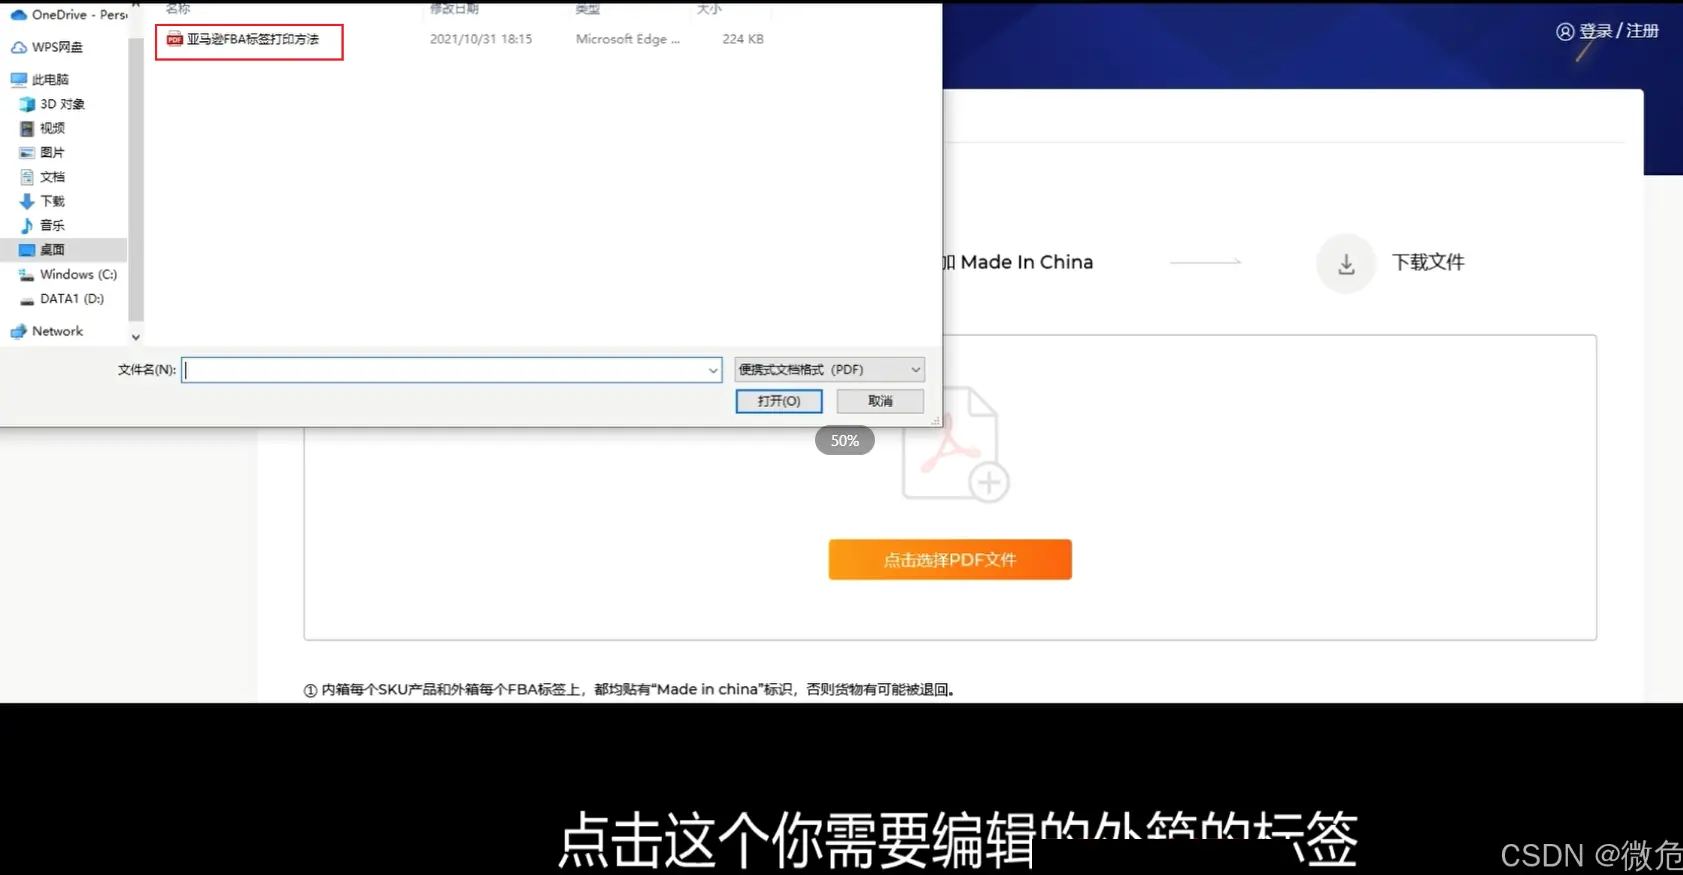 OneDrive - Pers
名称
修改日期
类型
大小
WPS网盘
亚马逊FBA标签打印方法
2021/10/31 18:15
Microsoft Edge ...
224 KB
登录 / 注册
此电脑
3D 对象
视频
图片
文档
下载
音乐
桌面
Windows (C:)
DATA1 (D:)
Network
加 Made In China
下载文件
文件名(N):
便携式文档格式 (PDF)
打开(O)
取消
50%
点击选择PDF文件
① 内箱每个SKU产品和外箱每个FBA标签上，都均贴有“Made in china”标识，否则货物有可能被退回。
点击这个你需要编辑的外箱的标签
CSDN @微危